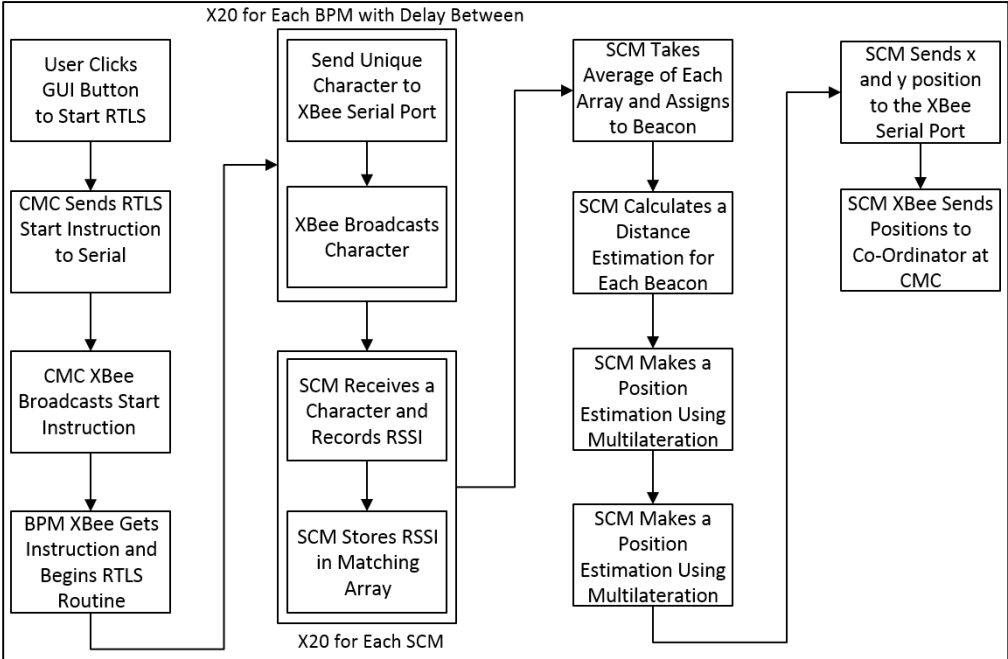 X20 for Each BPM with Delay Between
User Clicks
GUI Button
to Start RTLS
CMC Sends RTLS
Start Instruction
to Serial
CMC XBee
Broadcasts Start
Instruction
BPM XBee Gets
Instruction and
Begins RTLS
Routine
Send Unique
Character to
XBee Serial Port
XBee Broadcasts
Character
SCM Receives a
Character and
Records RSSI
SCM Stores RSSI
in Matching
Array
X20 for Each SCM
SCM Takes
Average of Each
Array and Assigns
to Beacon
SCM Calculates a
Distance
Estimation for
Each Beacon
SCM Makes a
Position
Estimation Using
Multilateration
SCM Makes a
Position
Estimation Using
Multilateration
SCM Sends x
and y position
to the XBee
Serial Port
SCM XBee Sends
Positions to
Co-Ordinator at
CMC